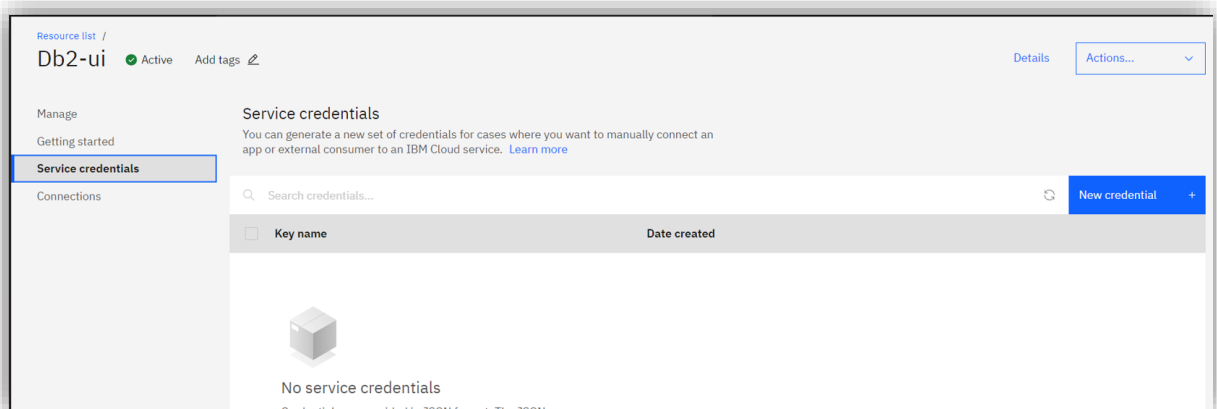 Resource list /
Db2-ui Active Add tags Details Actions...
Manage
Getting started
Service credentials
Connections
Service credentials
You can generate a new set of credentials for cases where you want to manually connect an
app or external consumer to an IBM Cloud service. Learn more
Search credentials... New credential +
Key name Date created
No service credentials